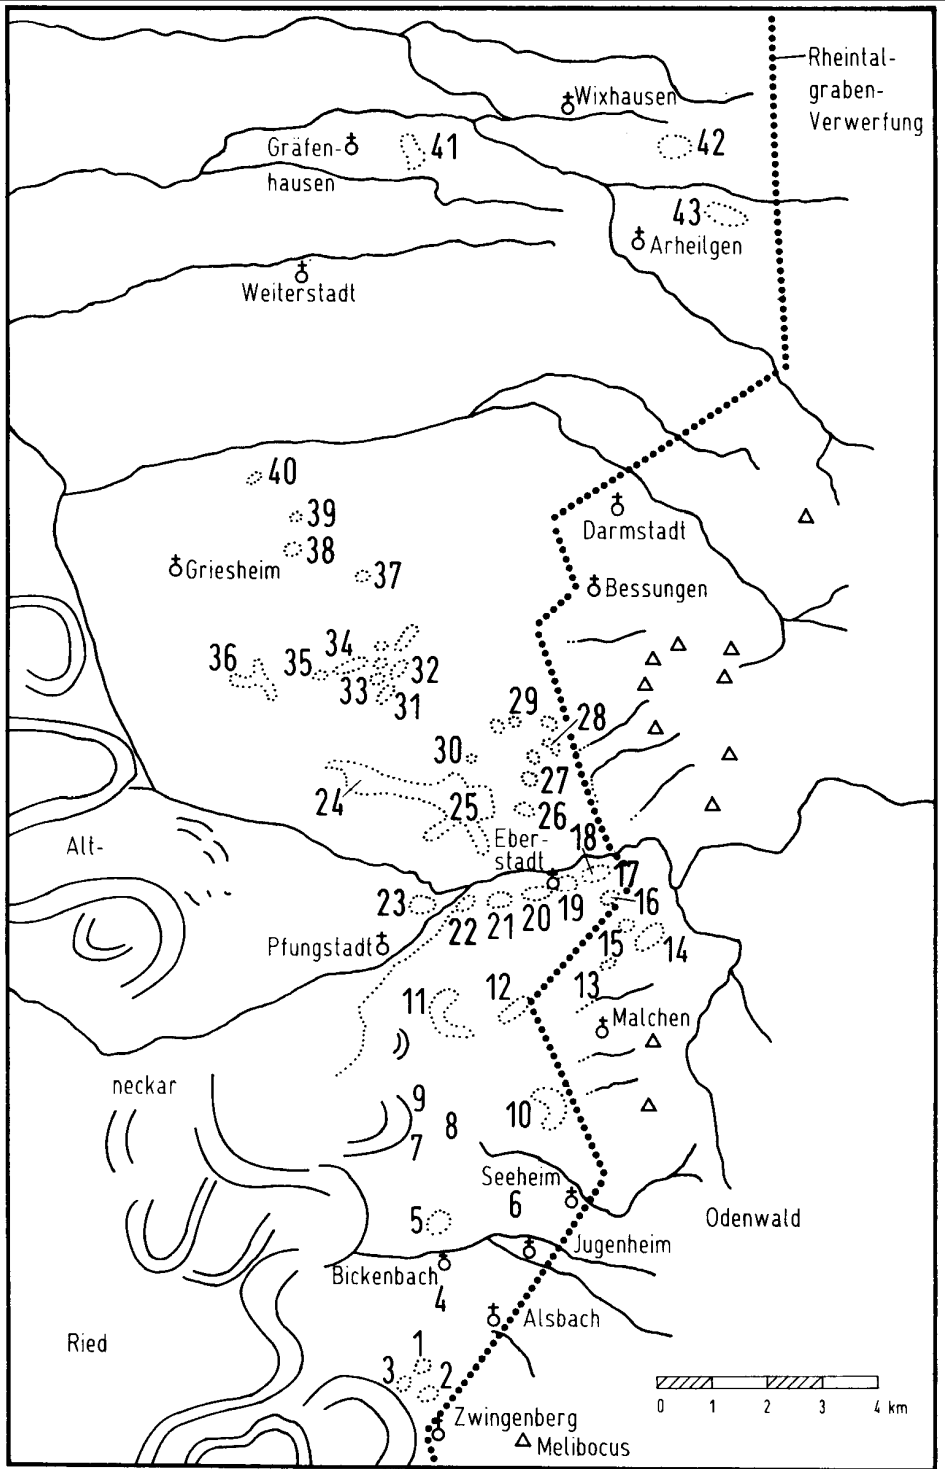 Rheintal-
graben-
Verwerfung
Wixhausen
Gräfen-
hausen
41
42
43
Arheilgen
Weiterstadt
40
39
38
37
Griesheim
Darmstadt
Bessungen
36
35
34
33
32
31
30
29
28
27
26
25
24
Eber-
stadt
18
17
16
Alt-
23
22
21
20
19
15
14
Pfungstadt
13
12
11
Malchen
neckar
9
8
7
10
Seeheim
6
5
Odenwald
Jugenheim
Bickenbach
4
Alsbach
Ried
1
3
2
0 1 2 3 4 km
Zwingenberg
Melibocus